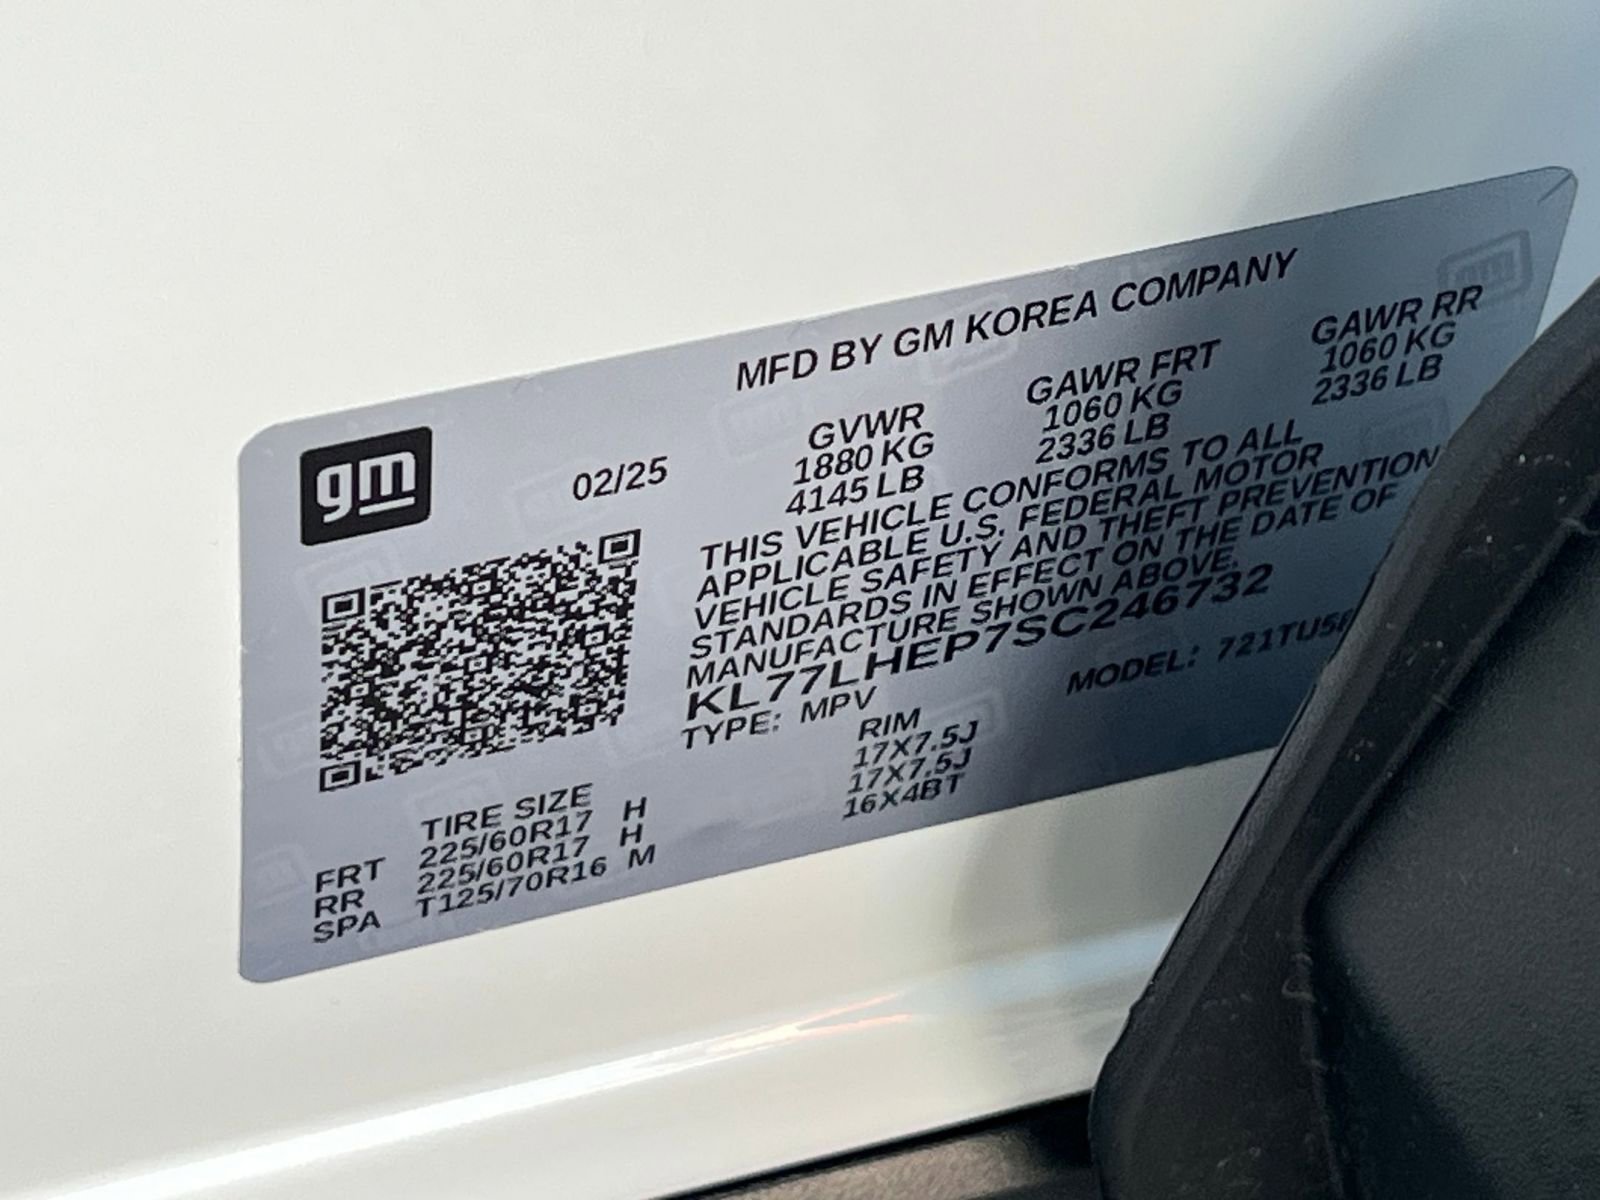 MFD BY GM KOREA COMPANY
gm
02/25
GVWR GAWR FRT GAWR RR
1880 KG 1060 KG 1060 KG
4145 LB 2336 LB 2336 LB
THIS VEHICLE CONFORMS TO ALL
APPLICABLE U.S. FEDERAL MOTOR
VEHICLE SAFETY AND THEFT PREVENTION
STANDARDS IN EFFECT ON THE DATE OF
MANUFACTURE SHOWN ABOVE.
KL77LHEP7SC246732
TYPE: MPV MODEL:
TIRE SIZE RIM
FRT 225/60R17 H 17X7.5J
RR 225/60R17 H 17X7.5J
SPA T125/70R16 M 16X4BT